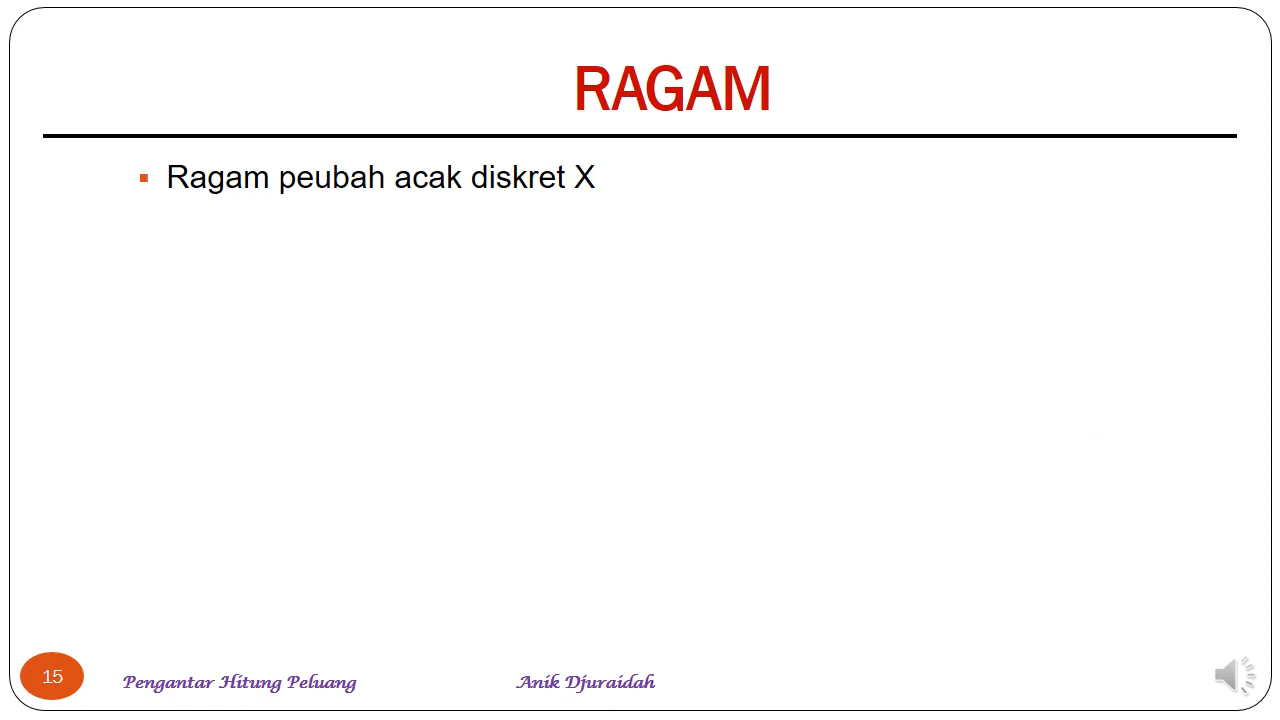 RAGAM
Ragam peubah acak diskret X
15
Pengantar Hitung Peluang
Anik Djuraidah